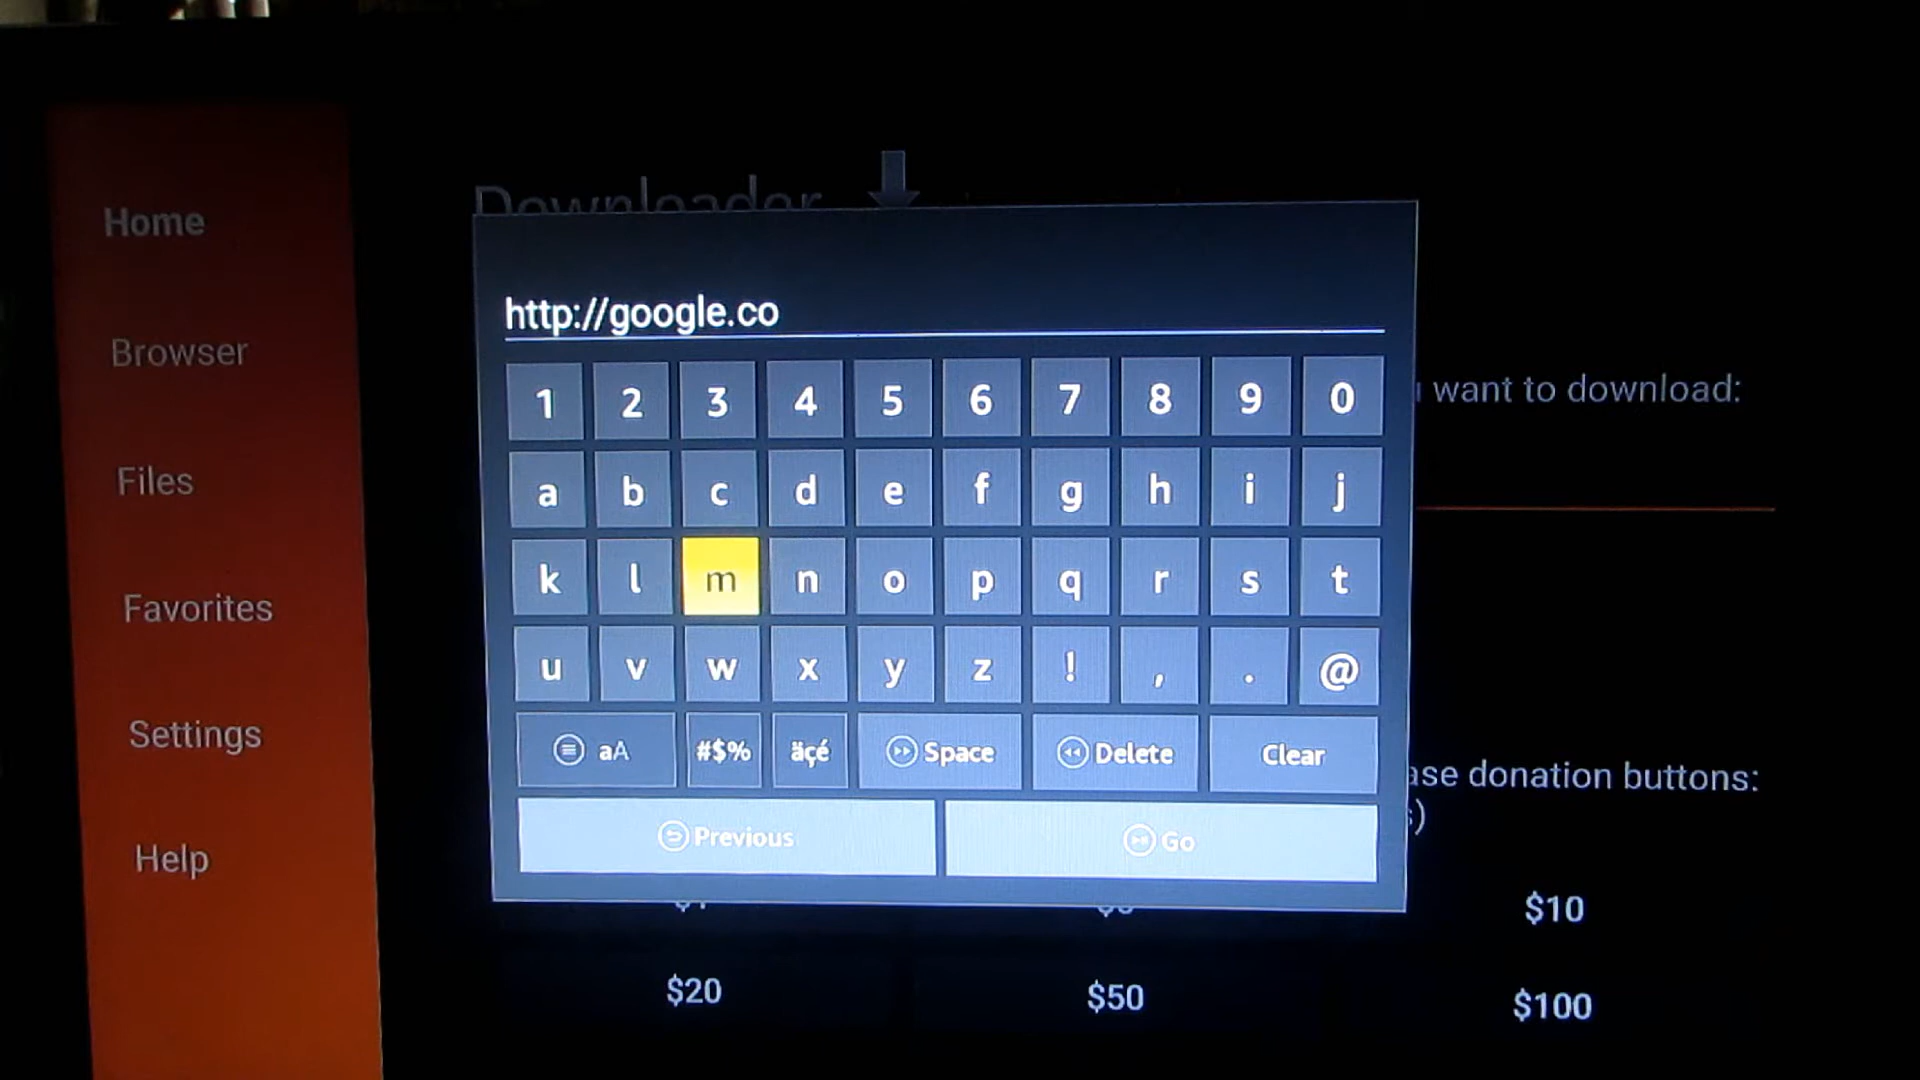 Home
Browser
Files
Favorites
Settings
Help
Downloader
http://google.co
1 2 3 4 5 6 7 8 9 0
a b c d e f g h i j
k l m n o p q r s t
u v w x y z ! , . @
aA #$% äçé Space Delete Clear
Previous Go
want to download:
donation buttons:
$10
$20 $50 $100